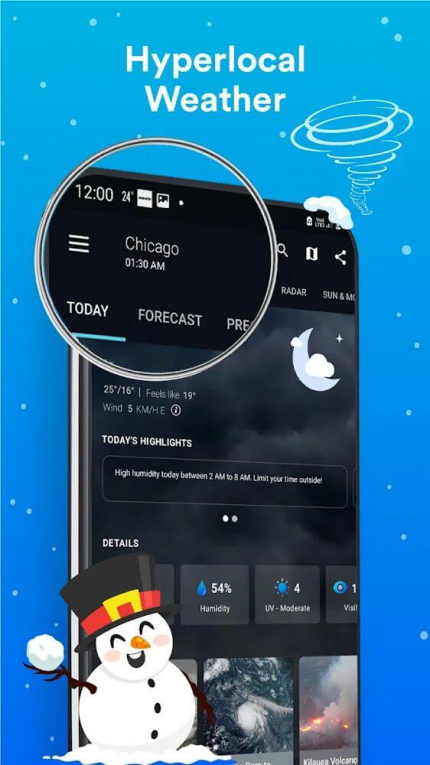 Hyperlocal
Weather
12:00 24°
Chicago
01:30 AM
RADAR SUN &
TODAY FORECAST PRE
25°/16° | Feels like 19°
Wind 5 KM/H E
TODAY'S HIGHLIGHTS
High humidity today between 2 AM to 8 AM. Limit your time outside!
DETAILS
54% 4 1
Humidity UV - Moderate Visi
Kilauea Volcano